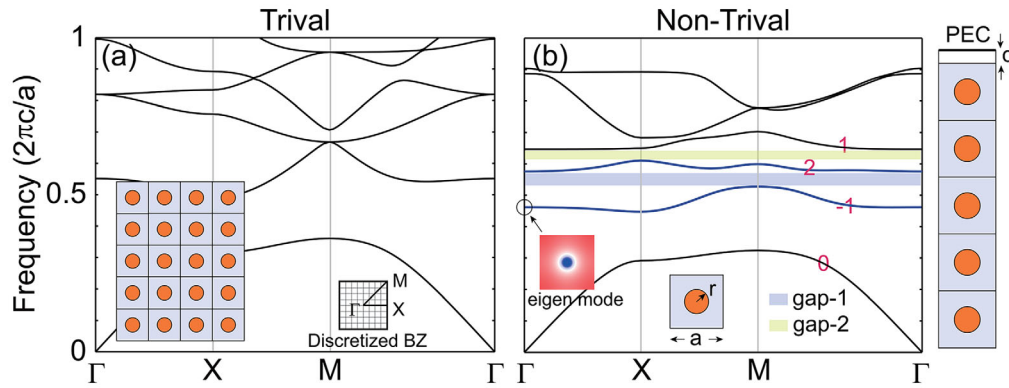 Trival
Non-Trival
PEC
d
Frequency (2πc/a)
1
0.5
0
(a)
M
Γ
X
Discretized BZ
Γ
X
M
Γ
(b)
1
2
-1
0
eigen mode
r
a
gap-1
gap-2
Γ
X
M
Γ